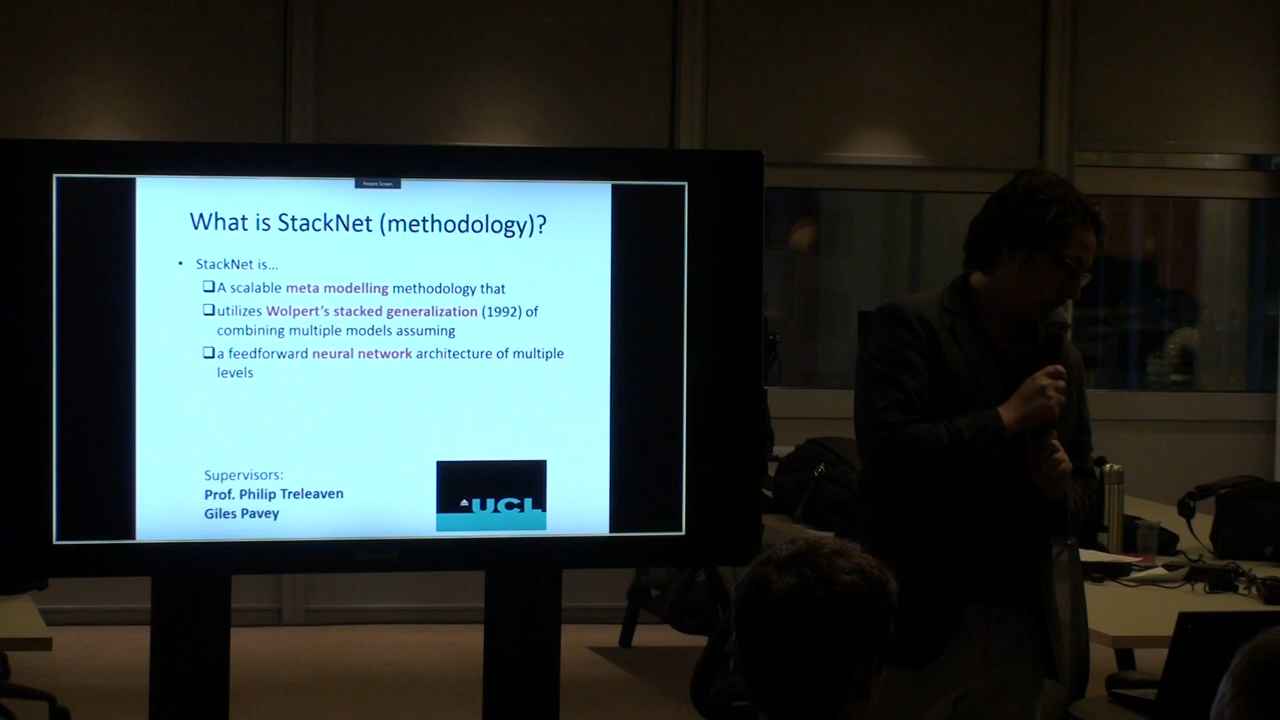 Present Screen
What is StackNet (methodology)?
• StackNet is...
❑A scalable meta modelling methodology that
❑utilizes Wolpert's stacked generalization (1992) of
combining multiple models assuming
❑a feedforward neural network architecture of multiple
levels
Supervisors:
Prof. Philip Treleaven
Giles Pavey
UCL
Microsoft